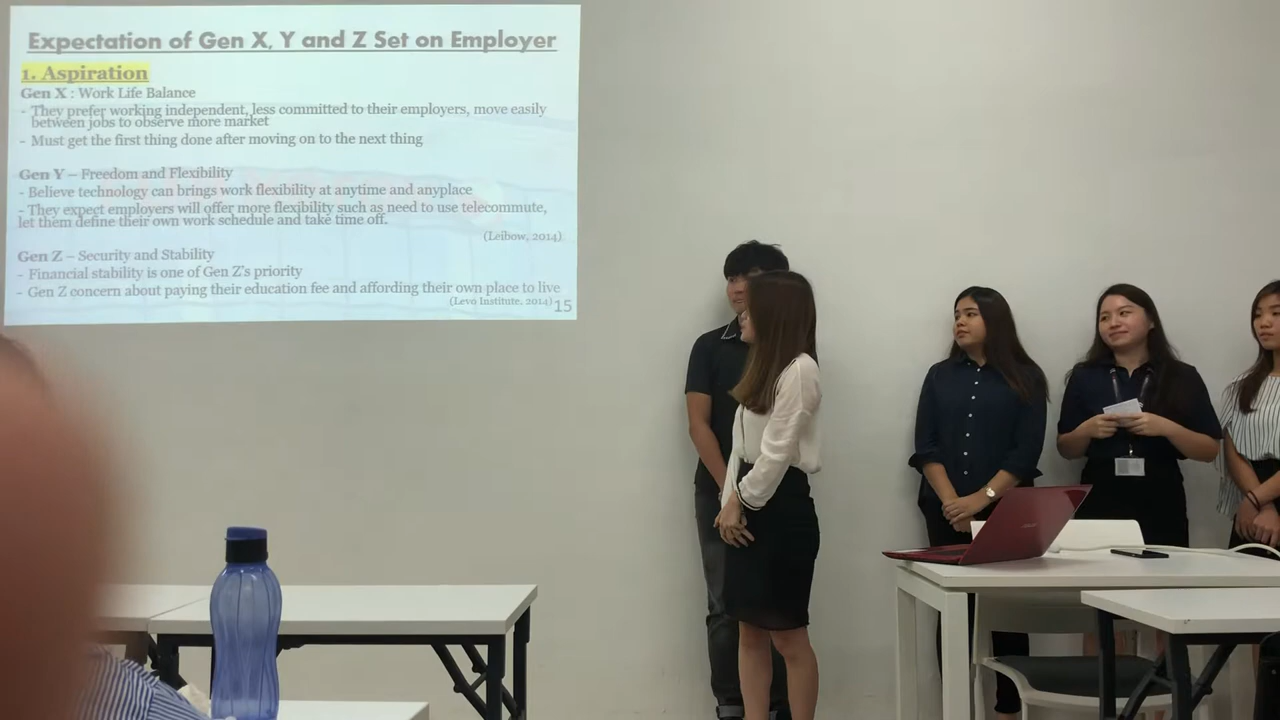 Expectation of Gen X, Y and Z Set on Employer
1. Aspiration
Gen X : Work Life Balance
- They prefer working independent, less committed to their employers, move easily
between jobs to observe more market
- Must get the first thing done after moving on to the next thing
Gen Y – Freedom and Flexibility
- Believe technology can brings work flexibility at anytime and anyplace
- They expect employers will offer more flexibility such as need to use telecommute,
let them define their own work schedule and take time off.
(Leibow, 2014)
Gen Z – Security and Stability
- Financial stability is one of Gen Z's priority
- Gen Z concern about paying their education fee and affording their own place to live
(Levo Institute, 2014)
15